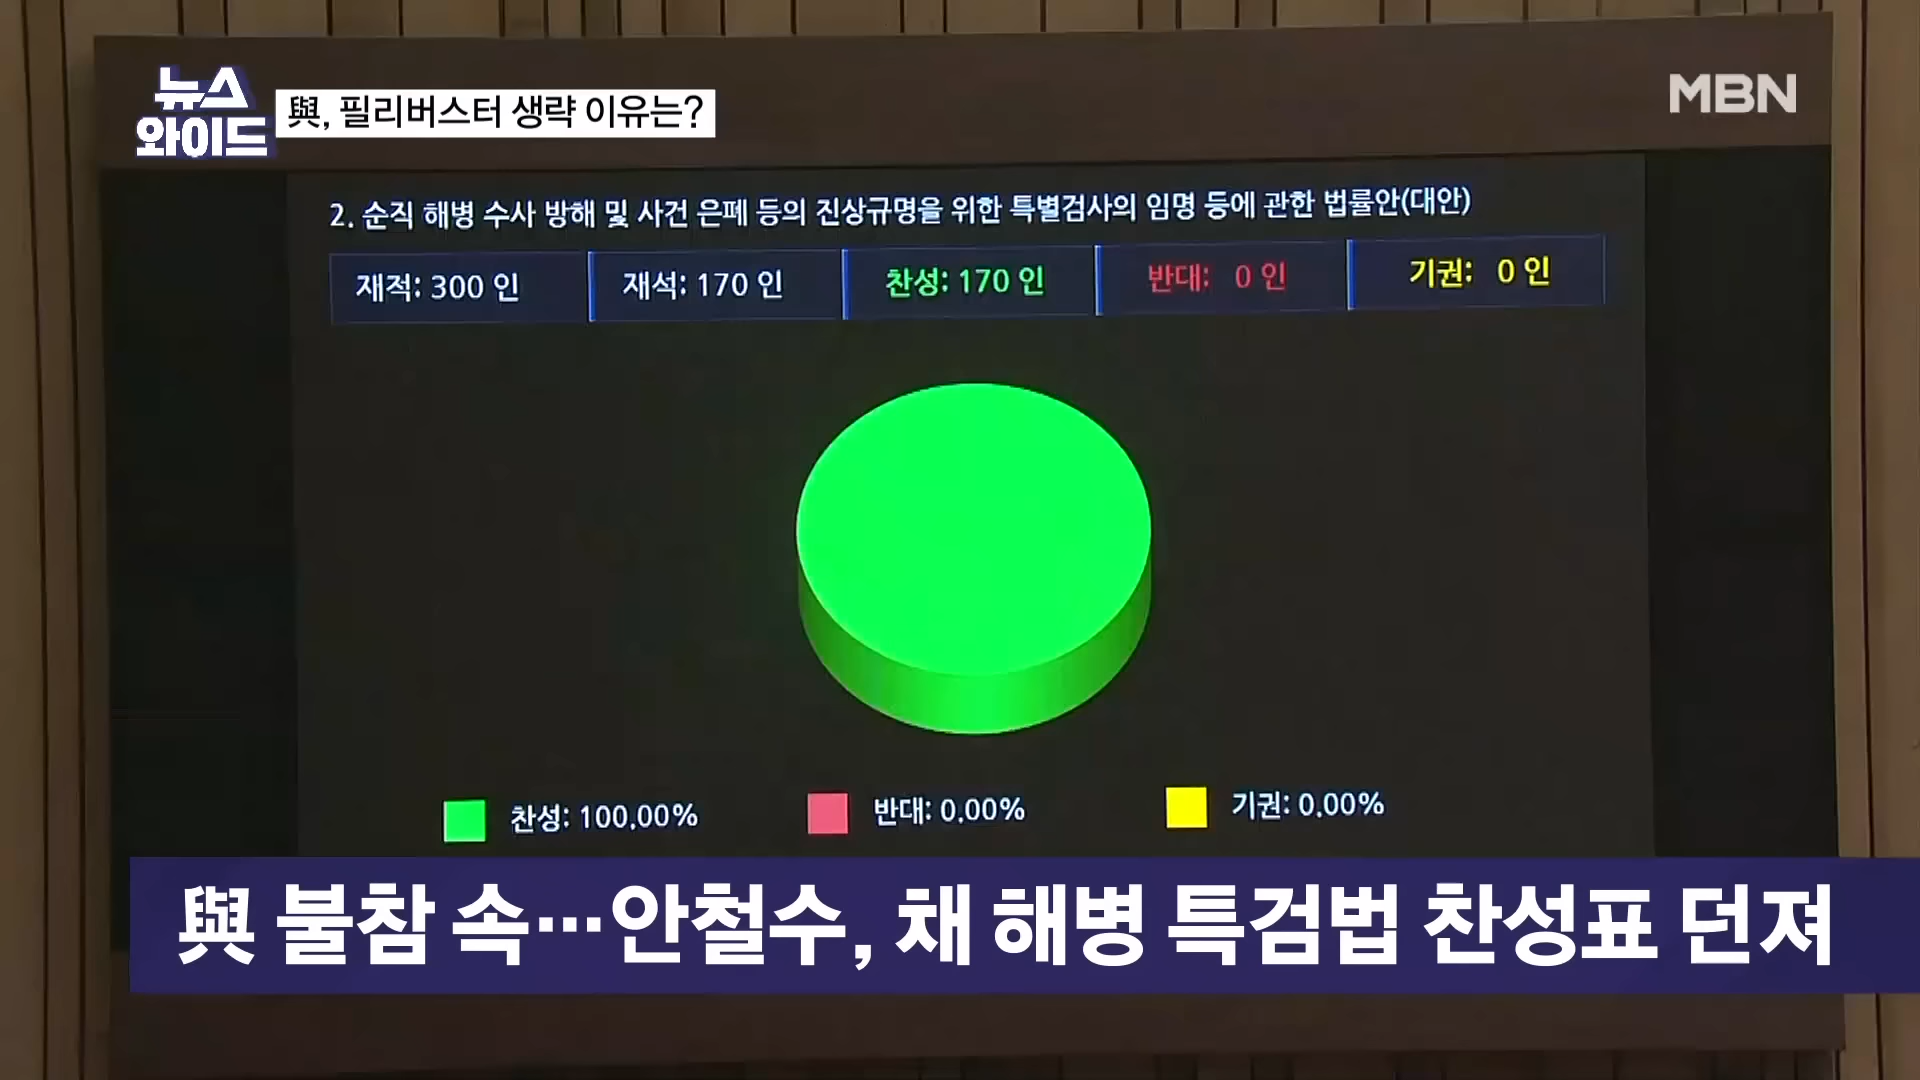 뉴스
와이드
與, 필리버스터 생략 이유는?
MBN
2. 순직 해병 수사 방해 및 사건 은폐 등의 진상규명을 위한 특별검사의 임명 등에 관한 법률안(대안)
재적: 300 인 재석: 170 인 찬성: 170 인 반대: 0 인 기권: 0 인
찬성: 100.00% 반대: 0.00% 기권: 0.00%
與 불참 속…안철수, 채 해병 특검법 찬성표 던져